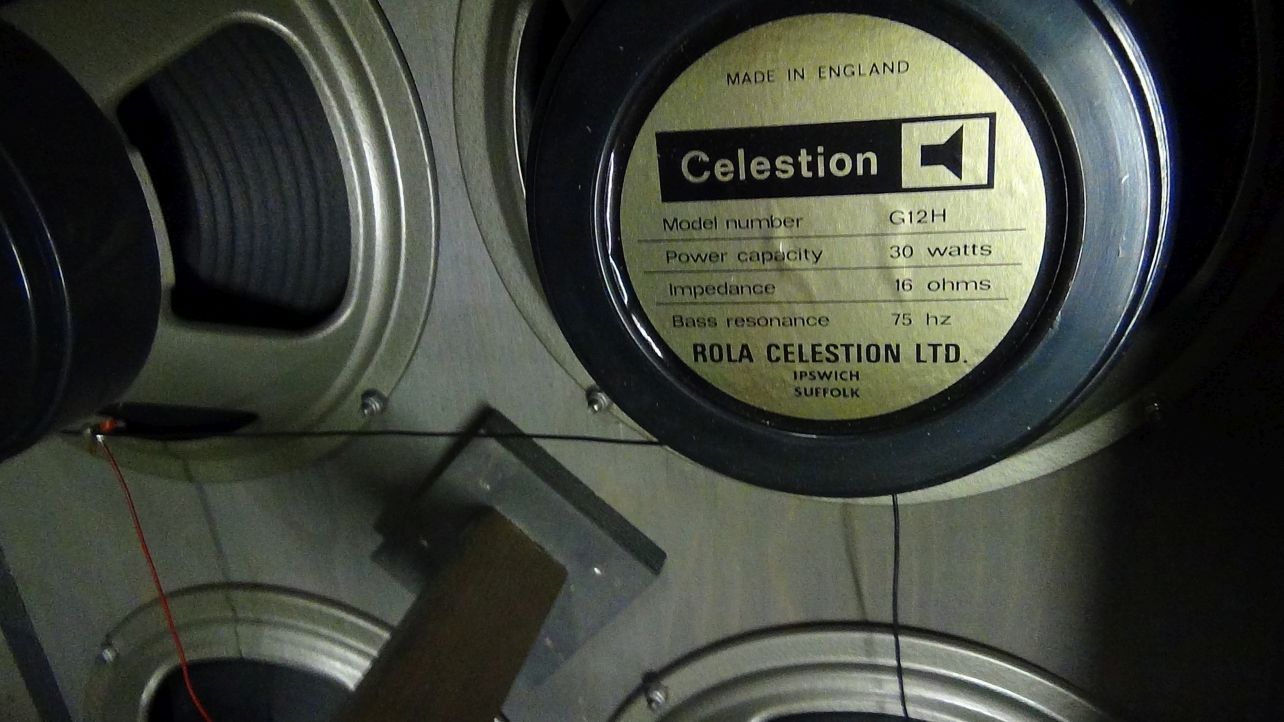 MADE IN ENGLAND
Celestion
Model number G12H
Power capacity 30 watts
Impedance 16 ohms
Bass resonance 75 hz
ROLA CELESTION LTD.
IPSWICH
SUFFOLK